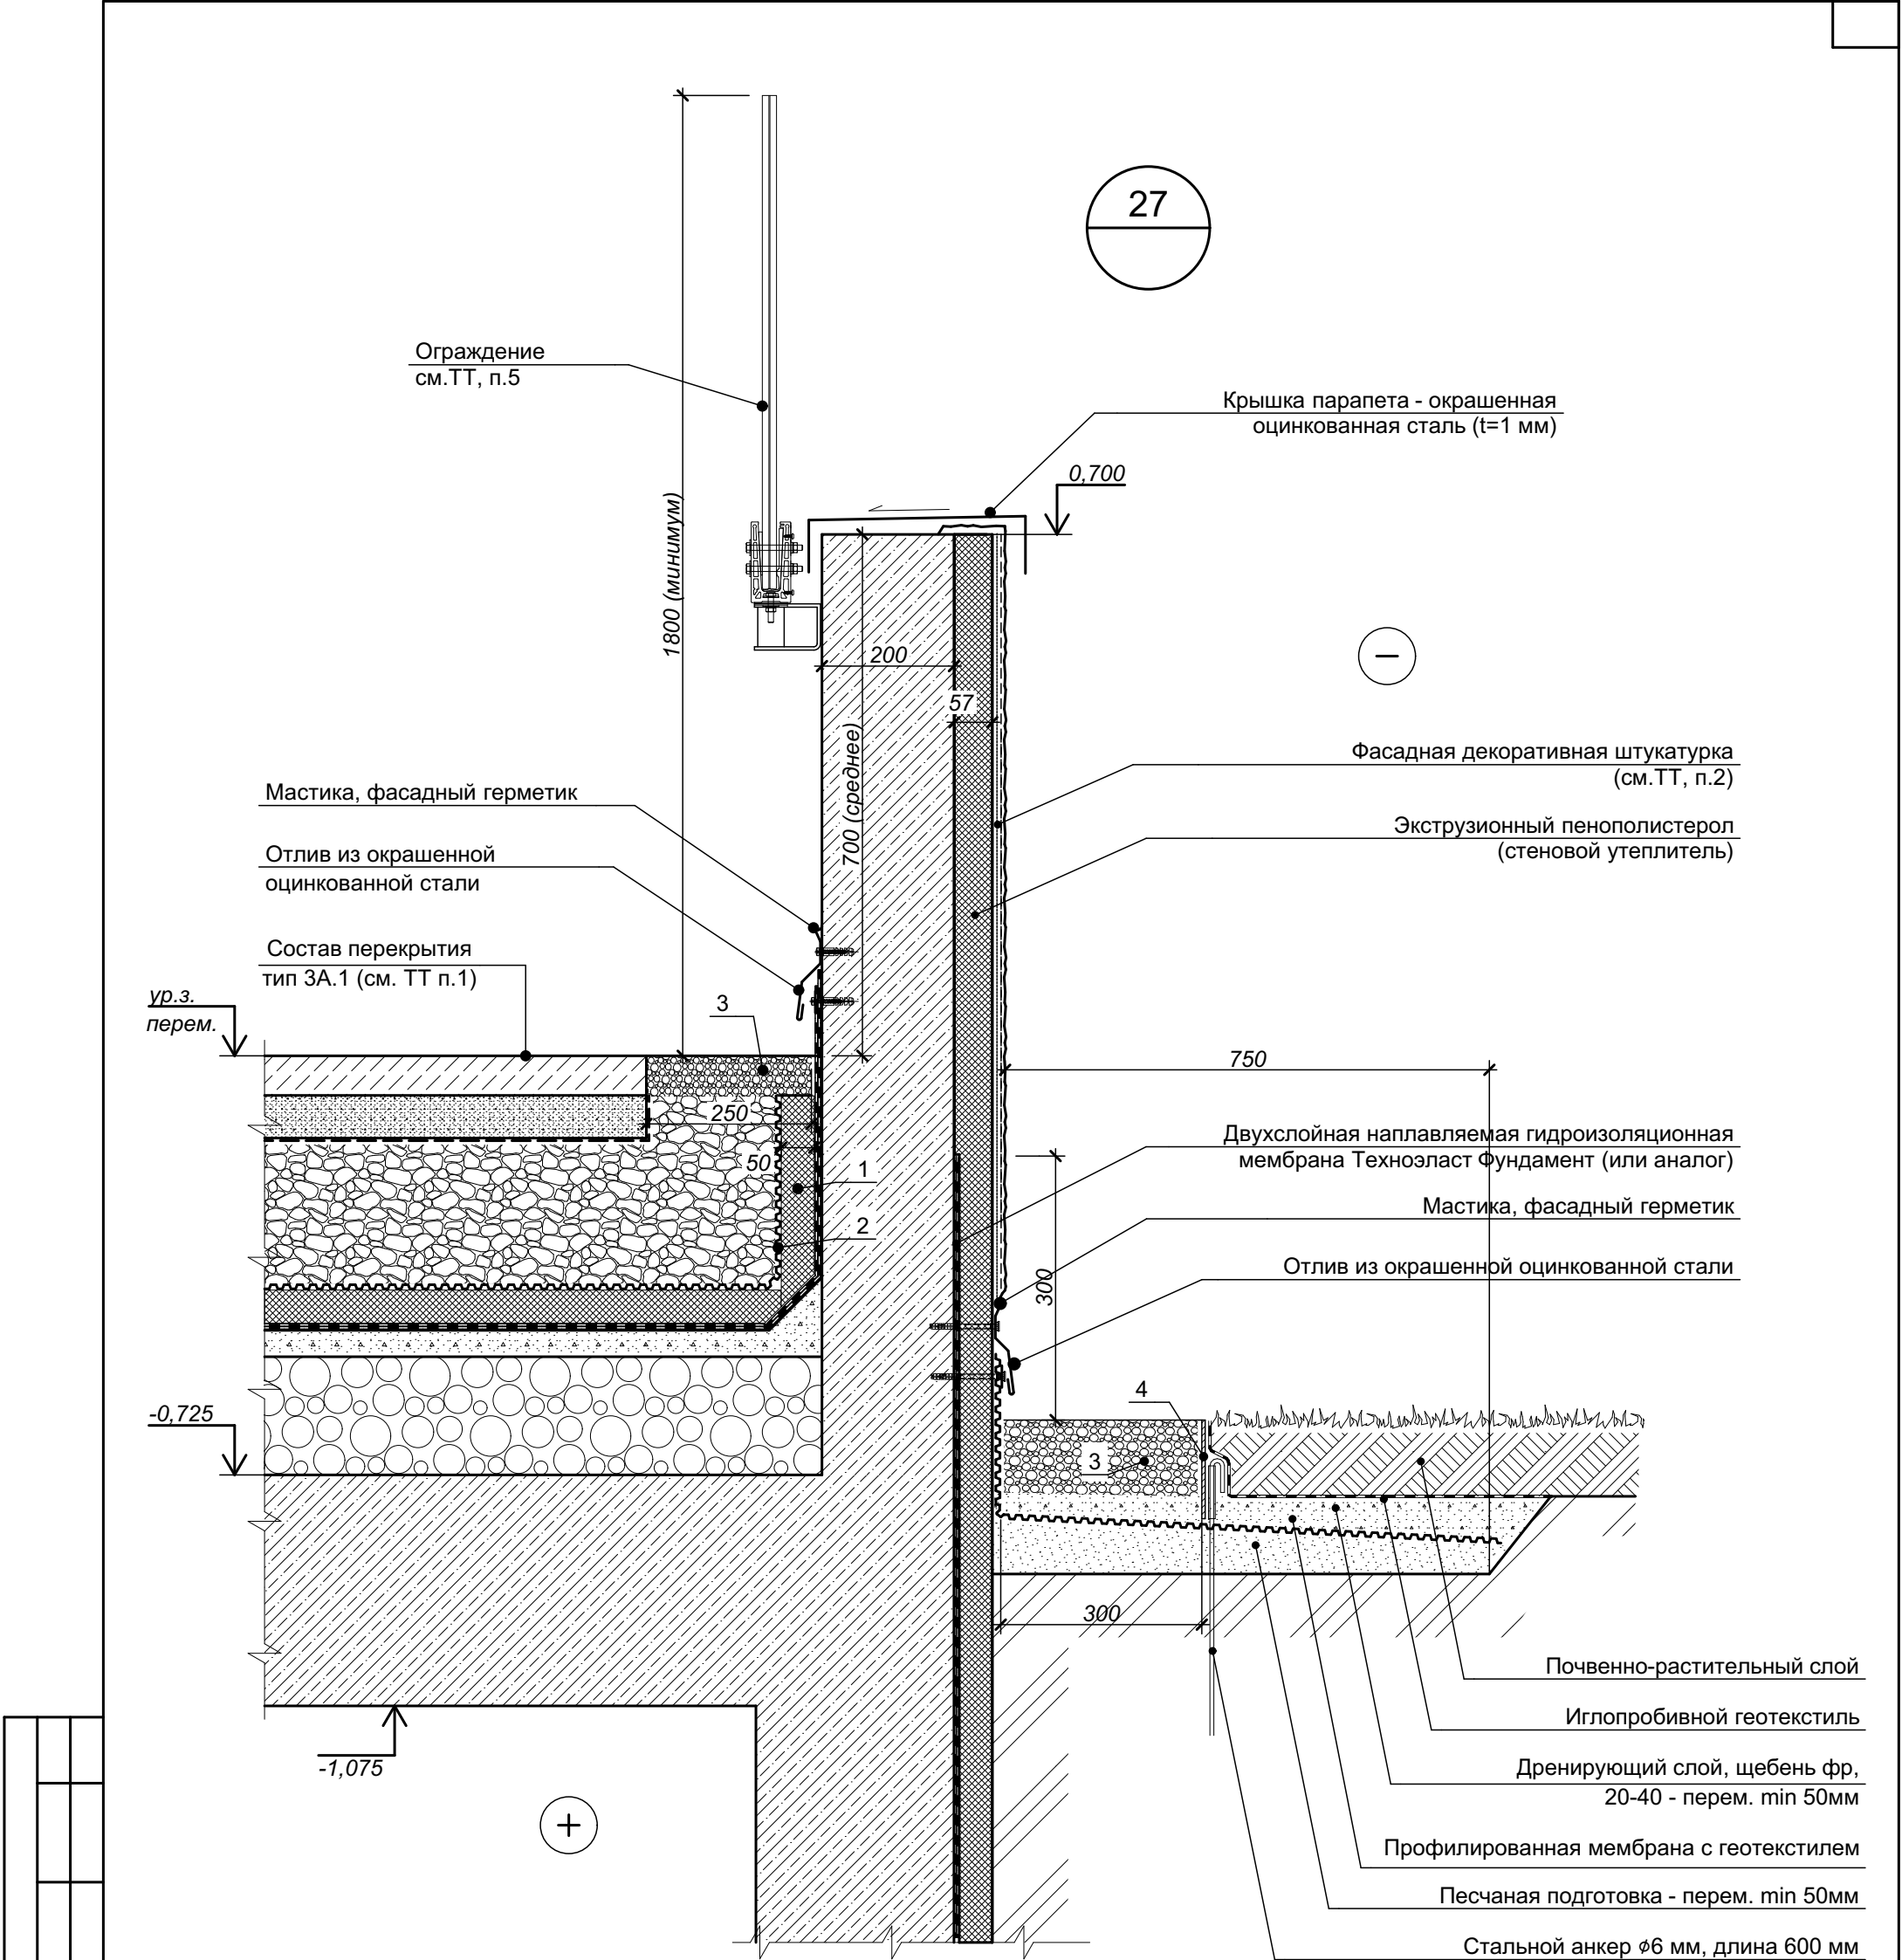 27
Ограждение
см.ТТ, п.5
Крышка парапета - окрашенная
оцинкованная сталь (t=1 мм)
0,700
1800 (минимум)
200
57
700 (среднее)
Фасадная декоративная штукатурка
(см.ТТ, п.2)
Мастика, фасадный герметик
Экструзионный пенополистерол
(стеновой утеплитель)
Отлив из окрашенной
оцинкованной стали
Состав перекрытия
тип 3А.1 (см. ТТ п.1)
ур.з.
перем.
3
750
250
50
1
2
Двухслойная наплавляемая гидроизоляционная
мембрана Техноэласт Фундамент (или аналог)
Мастика, фасадный герметик
Отлив из окрашенной оцинкованной стали
300
4
-0,725
3
300
Почвенно-растительный слой
Иглопробивной геотекстиль
-1,075
Дренирующий слой, щебень фр,
20-40 - перем. min 50мм
Профилированная мембрана с геотекстилем
Песчаная подготовка - перем. min 50мм
Стальной анкер ⌀6 мм, длина 600 мм